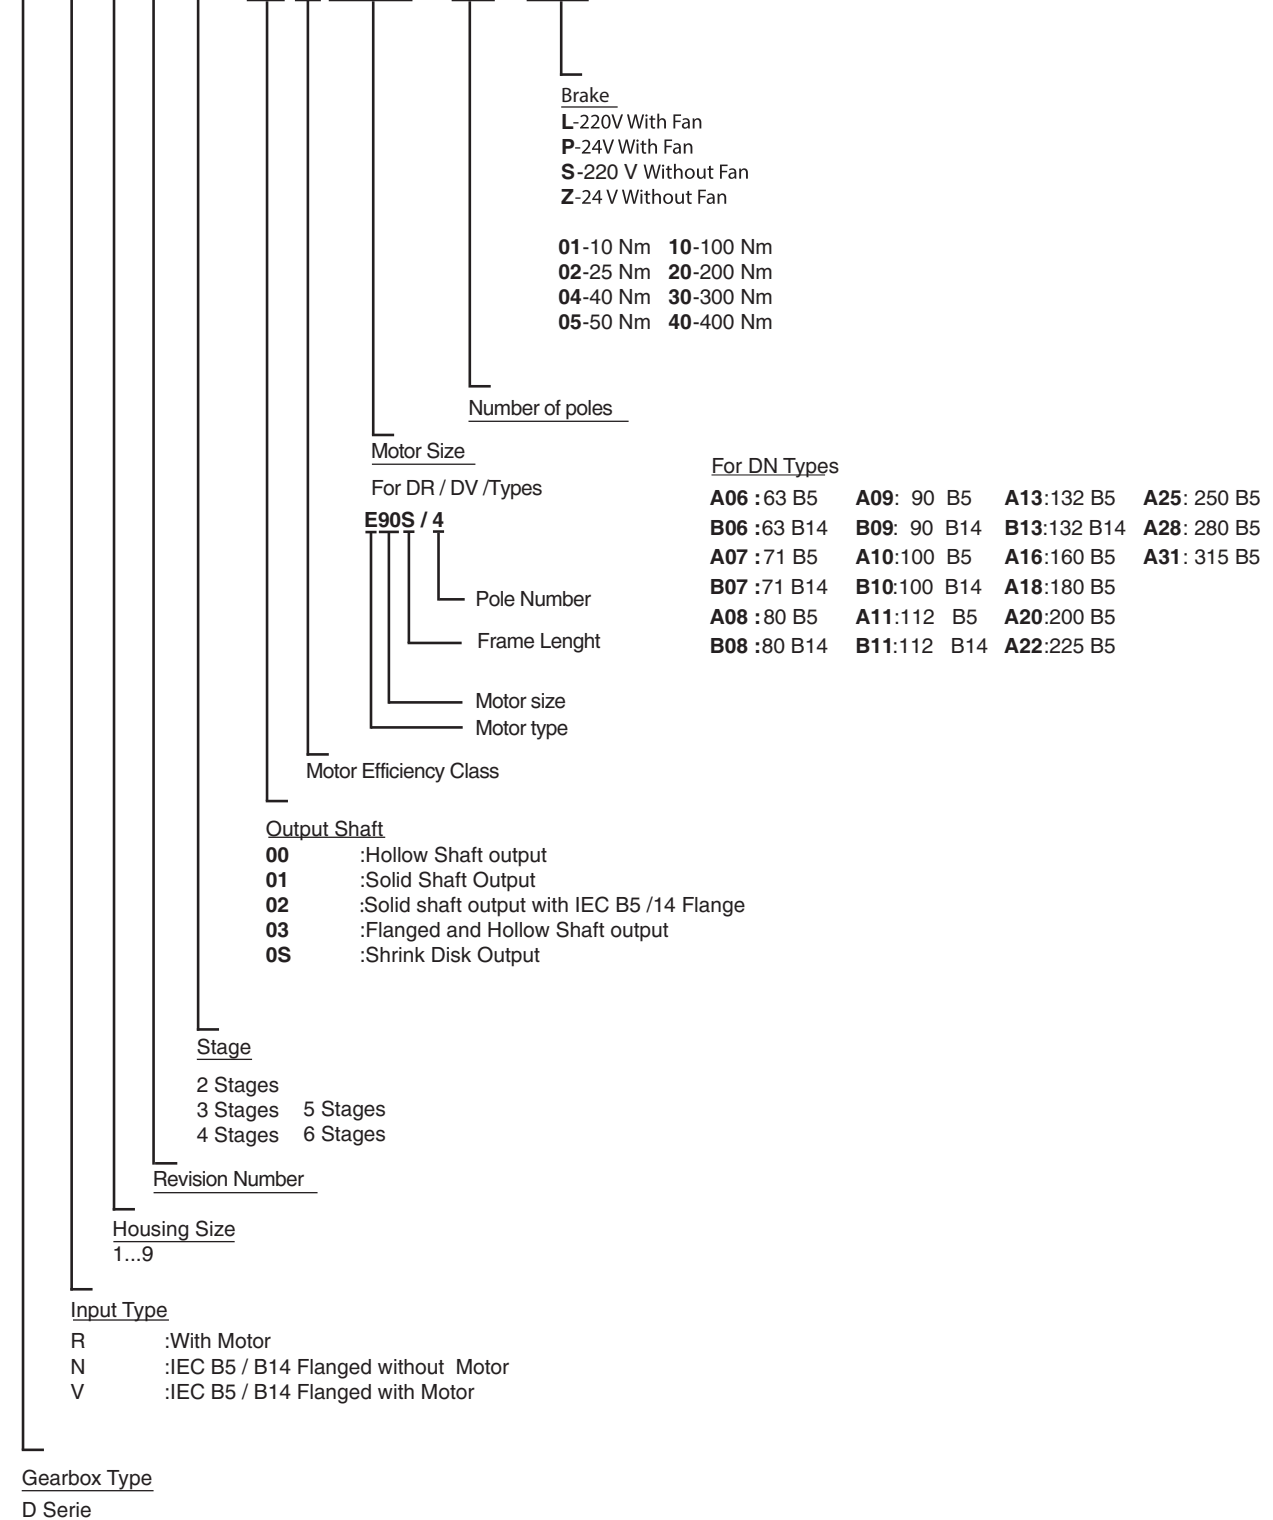 Brake
L-220V With Fan
P-24V With Fan
S-220 V Without Fan
Z-24 V Without Fan
01-10 Nm 10-100 Nm
02-25 Nm 20-200 Nm
04-40 Nm 30-300 Nm
05-50 Nm 40-400 Nm
Number of poles
Motor Size
For DR / DV /Types
E90S / 4
Pole Number
Frame Lenght
Motor size
Motor type
For DN Types
A06 : 63 B5 A09: 90 B5 A13:132 B5 A25: 250 B5
B06 : 63 B14 B09: 90 B14 B13:132 B14 A28: 280 B5
A07 : 71 B5 A10:100 B5 A16:160 B5 A31: 315 B5
B07 :71 B14 B10:100 B14 A18:180 B5
A08 : 80 B5 A11:112 B5 A20:200 B5
B08 :80 B14 B11:112 B14 A22:225 B5
Motor Efficiency Class
Output Shaft
00 :Hollow Shaft output
01 :Solid Shaft Output
02 :Solid shaft output with IEC B5 /14 Flange
03 :Flanged and Hollow Shaft output
0S :Shrink Disk Output
Stage
2 Stages
3 Stages 5 Stages
4 Stages 6 Stages
Revision Number
Housing Size
1...9
Input Type
R :With Motor
N :IEC B5 / B14 Flanged without Motor
V :IEC B5 / B14 Flanged with Motor
Gearbox Type
D Serie